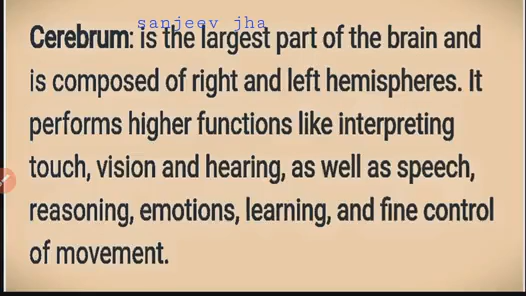 sanjeev jha
Cerebrum: is the largest part of the brain and
is composed of right and left hemispheres. It
performs higher functions like interpreting
touch, vision and hearing, as well as speech,
reasoning, emotions, learning, and fine control
of movement.